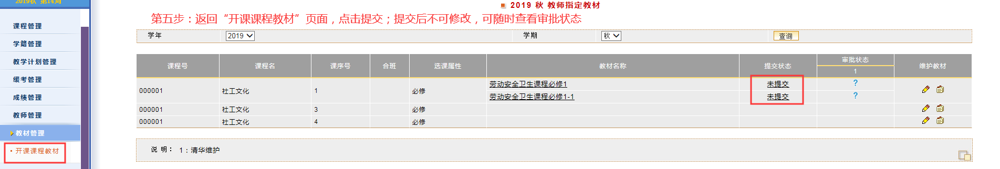 2019秋 第14周
课程管理
学籍管理
教学计划管理
缓考管理
成绩管理
教师管理
教材管理
开课课程教材
2019 秋 教师指定教材
第五步：返回“开课课程教材”页面，点击提交；提交后不可修改，可随时查看审批状态
学年 2019 学期 秋 查询
课程号 课程名 课序号 合班 选课属性 教材名称 提交状态 审批状态 维护教材
1
000001 社工文化 1 必修 劳动安全卫生课程必修1 未提交 ?
劳动安全卫生课程必修1-1 未提交 ?
000001 社工文化 3 必修
000001 社工文化 4 必修
说 明： 1：清华维护